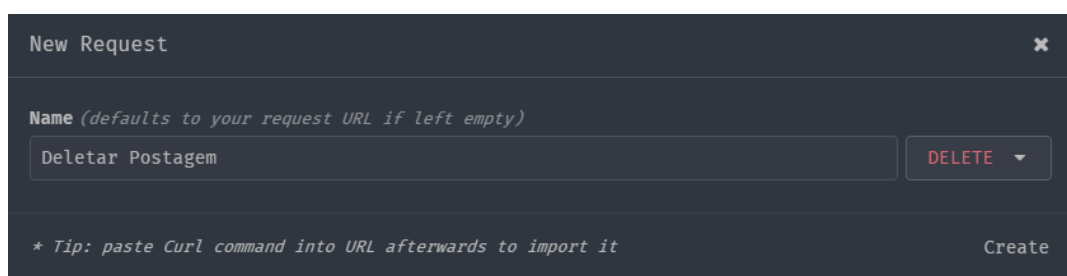 New Request ✖
Name (defaults to your request URL if left empty)
Deletar Postagem DELETE
* Tip: paste Curl command into URL afterwards to import it Create